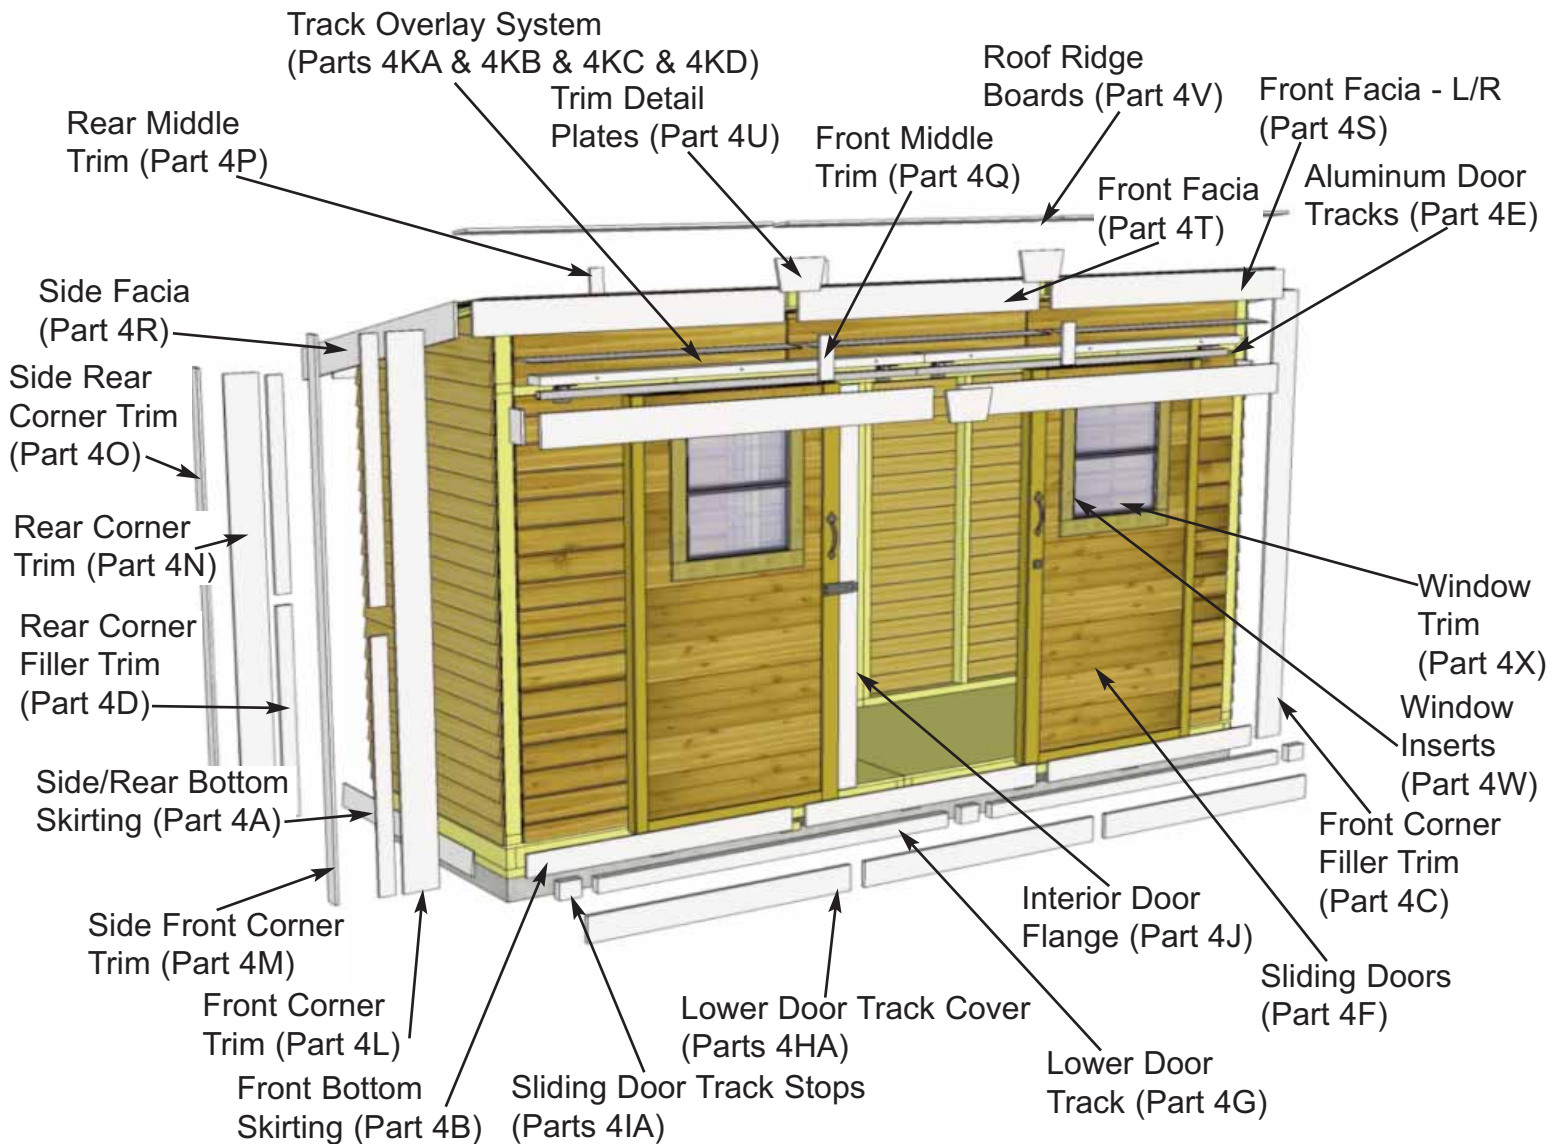 Track Overlay System
(Parts 4KA & 4KB & 4KC & 4KD)
Trim Detail
Plates (Part 4U)
Roof Ridge
Boards (Part 4V)
Front Facia - L/R
(Part 4S)
Rear Middle
Trim (Part 4P)
Front Middle
Trim (Part 4Q)
Front Facia
(Part 4T)
Aluminum Door
Tracks (Part 4E)
Side Facia
(Part 4R)
Side Rear
Corner Trim
(Part 4O)
Rear Corner
Trim (Part 4N)
Rear Corner
Filler Trim
(Part 4D)
Side/Rear Bottom
Skirting (Part 4A)
Side Front Corner
Trim (Part 4M)
Front Corner
Trim (Part 4L)
Front Bottom
Skirting (Part 4B)
Sliding Door Track Stops
(Parts 4IA)
Lower Door Track Cover
(Parts 4HA)
Lower Door
Track (Part 4G)
Interior Door
Flange (Part 4J)
Sliding Doors
(Part 4F)
Front Corner
Filler Trim
(Part 4C)
Window
Inserts
(Part 4W)
Window
Trim
(Part 4X)